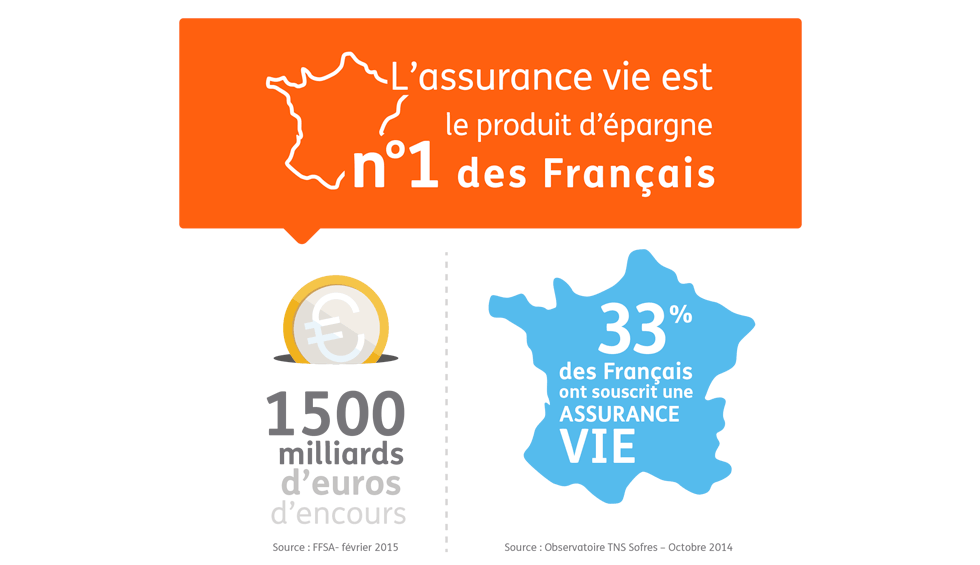 L'assurance vie est
le produit d'épargne
n°1 des Français
€
1500
milliards
d'euros
d'encours
Source : FFSA- février 2015
33%
des Français
ont souscrit une
ASSURANCE
VIE
Source : Observatoire TNS Sofres – Octobre 2014